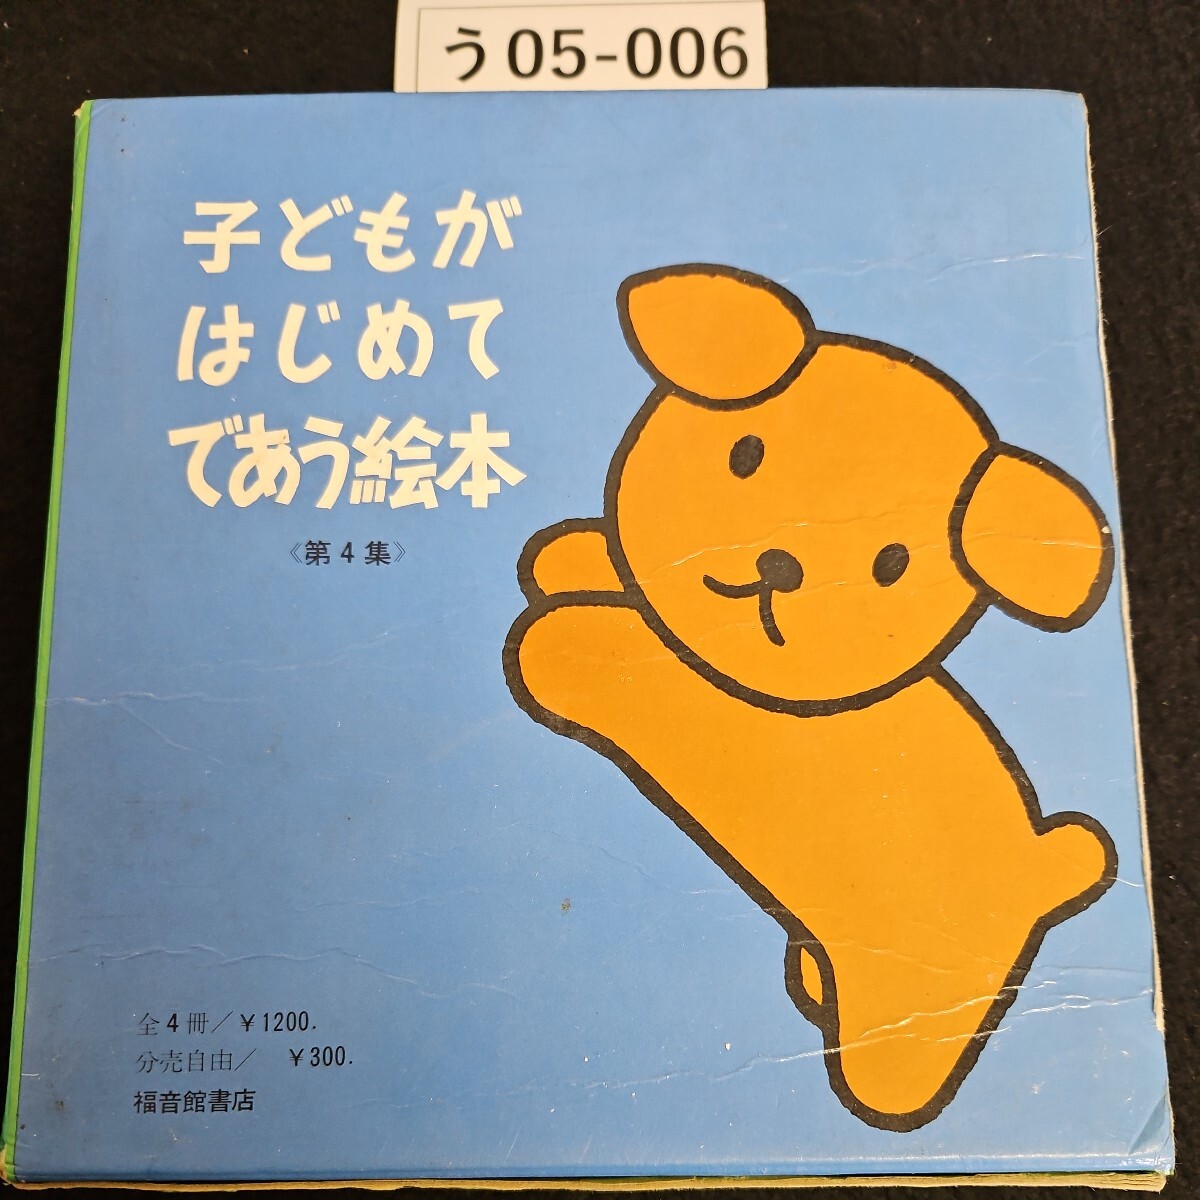 う05-006
子どもが
はじめて
であう絵本
《第4集》
全4冊／￥1200.
分売自由／ ￥300.
福音館書店